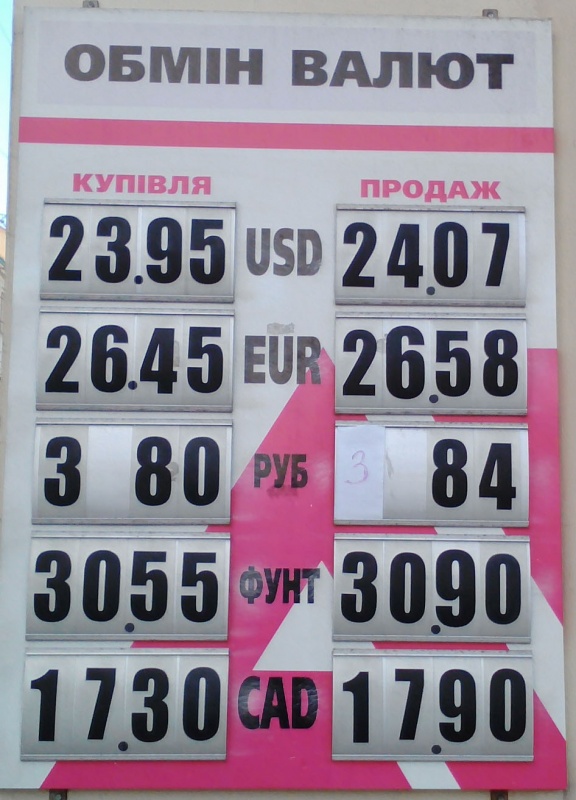 ОБМІН ВАЛЮТ
КУПІВЛЯ ПРОДАЖ
23.95 USD 24.07
26.45 EUR 26.58
3 80 РУБ 3 84
30.55 ФУНТ 30.90
17.30 CAD 17.90